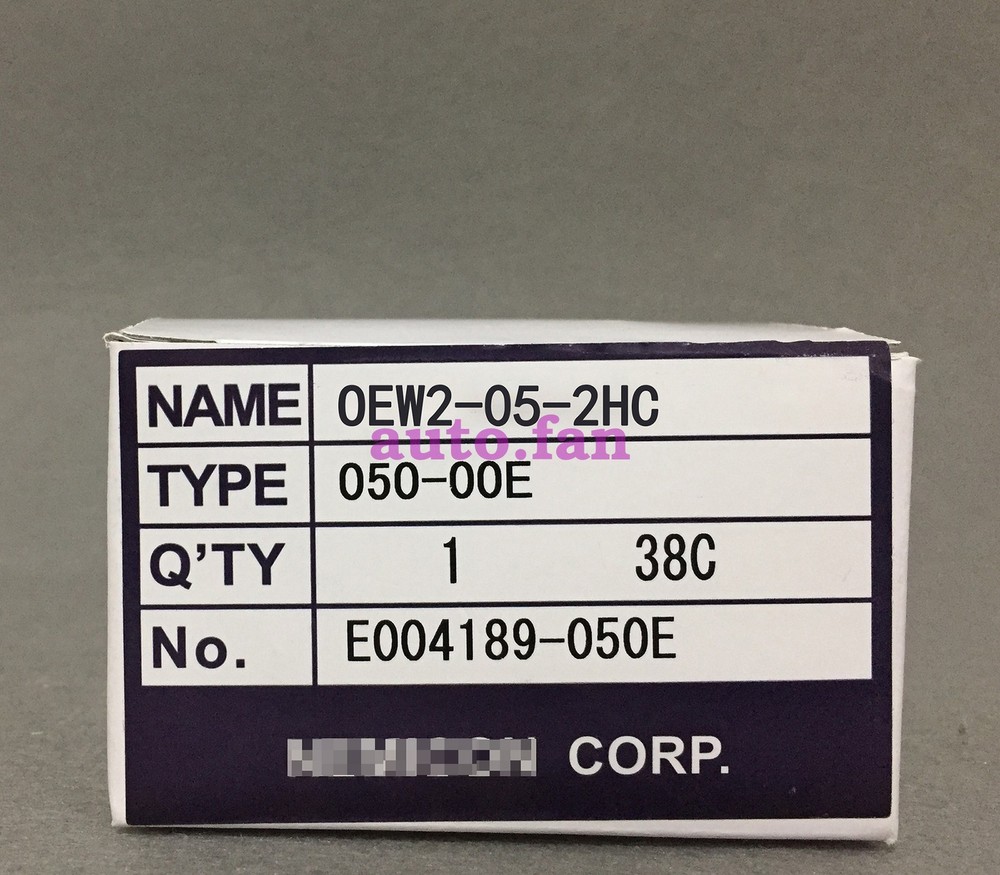 NAME OEW2-05-2HC
auto.fan
TYPE 050-00E
Q'TY 1 38C
No. E004189-050E
CORP.